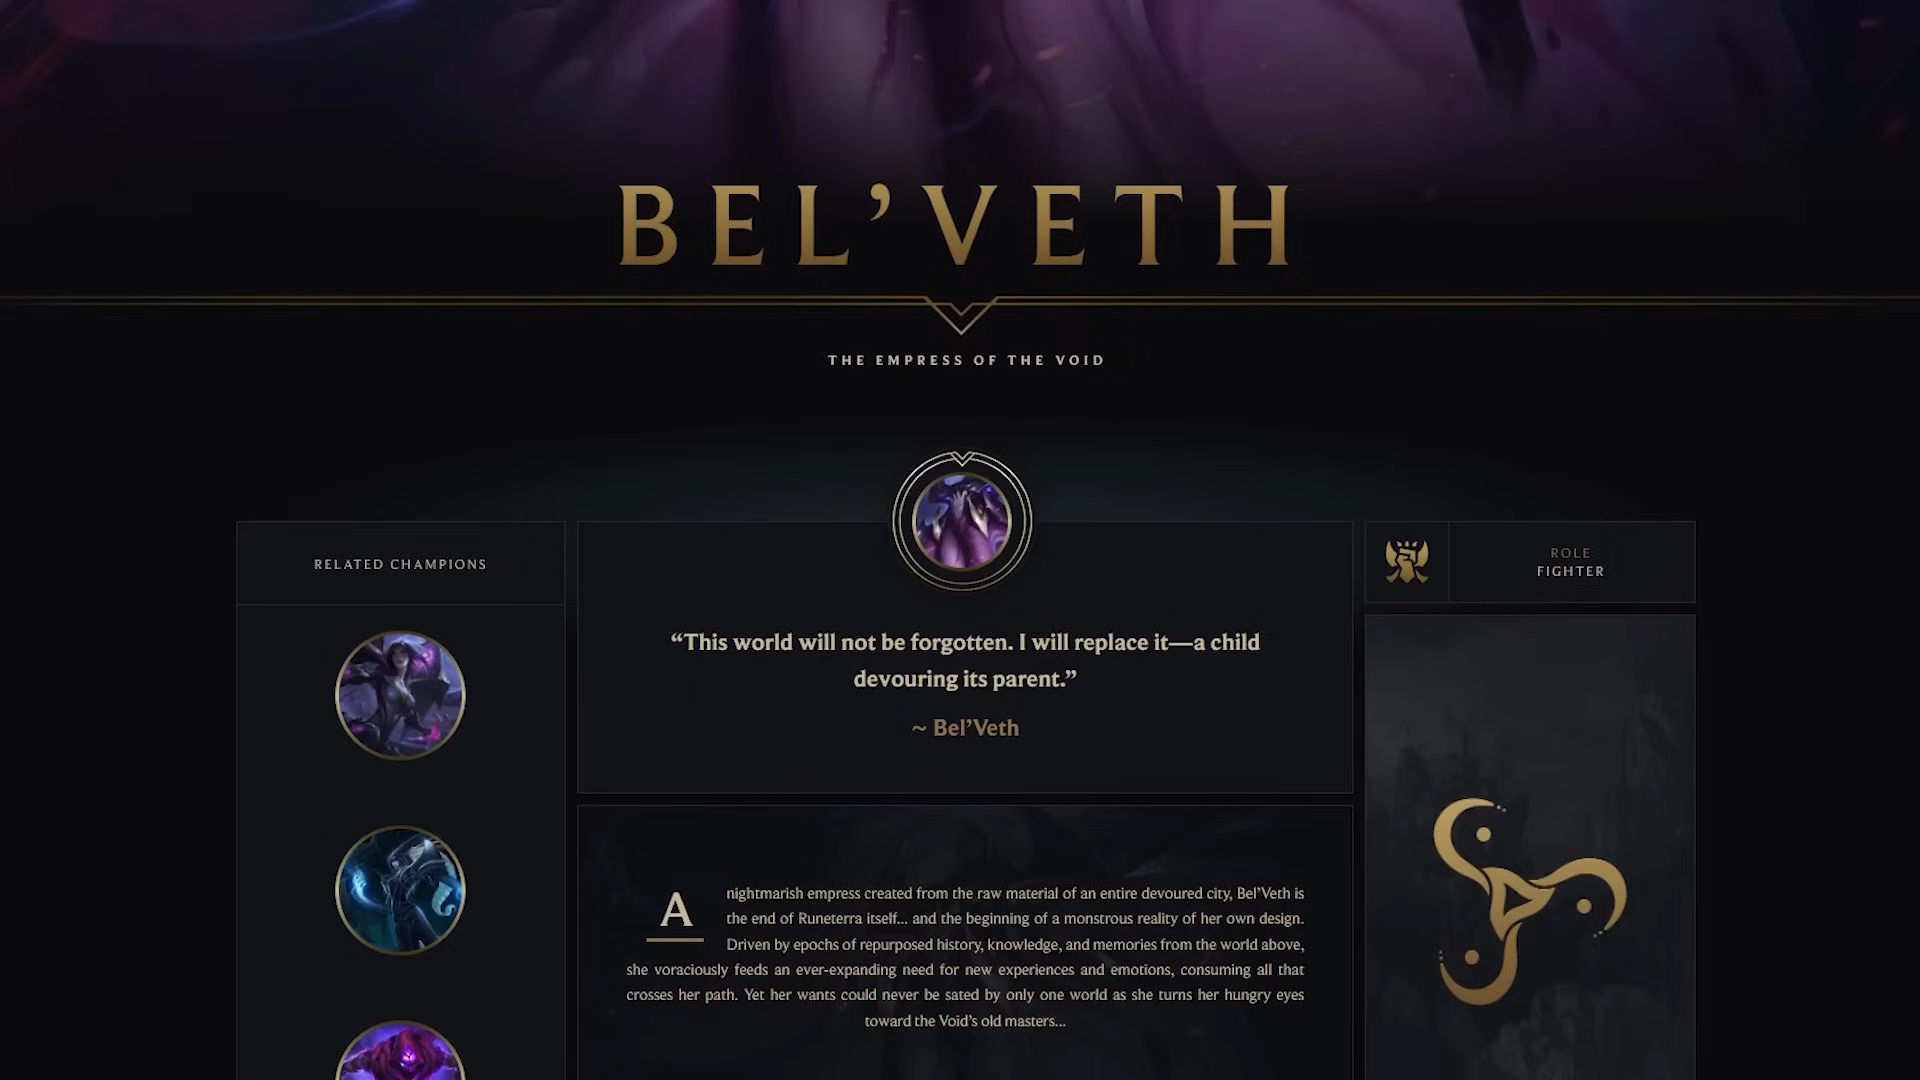 BEL’VETH
THE EMPRESS OF THE VOID
RELATED CHAMPIONS
“This world will not be forgotten. I will replace it—a child
devouring its parent.”
~ Bel’Veth
A
nightmarish empress created from the raw material of an entire devoured city, Bel’Veth is
the end of Runeterra itself... and the beginning of a monstrous reality of her own design.
Driven by epochs of repurposed history, knowledge, and memories from the world above,
she voraciously feeds an ever-expanding need for new experiences and emotions, consuming all that
crosses her path. Yet her wants could never be sated by only one world as she turns her hungry eyes
toward the Void’s old masters...
ROLE
FIGHTER